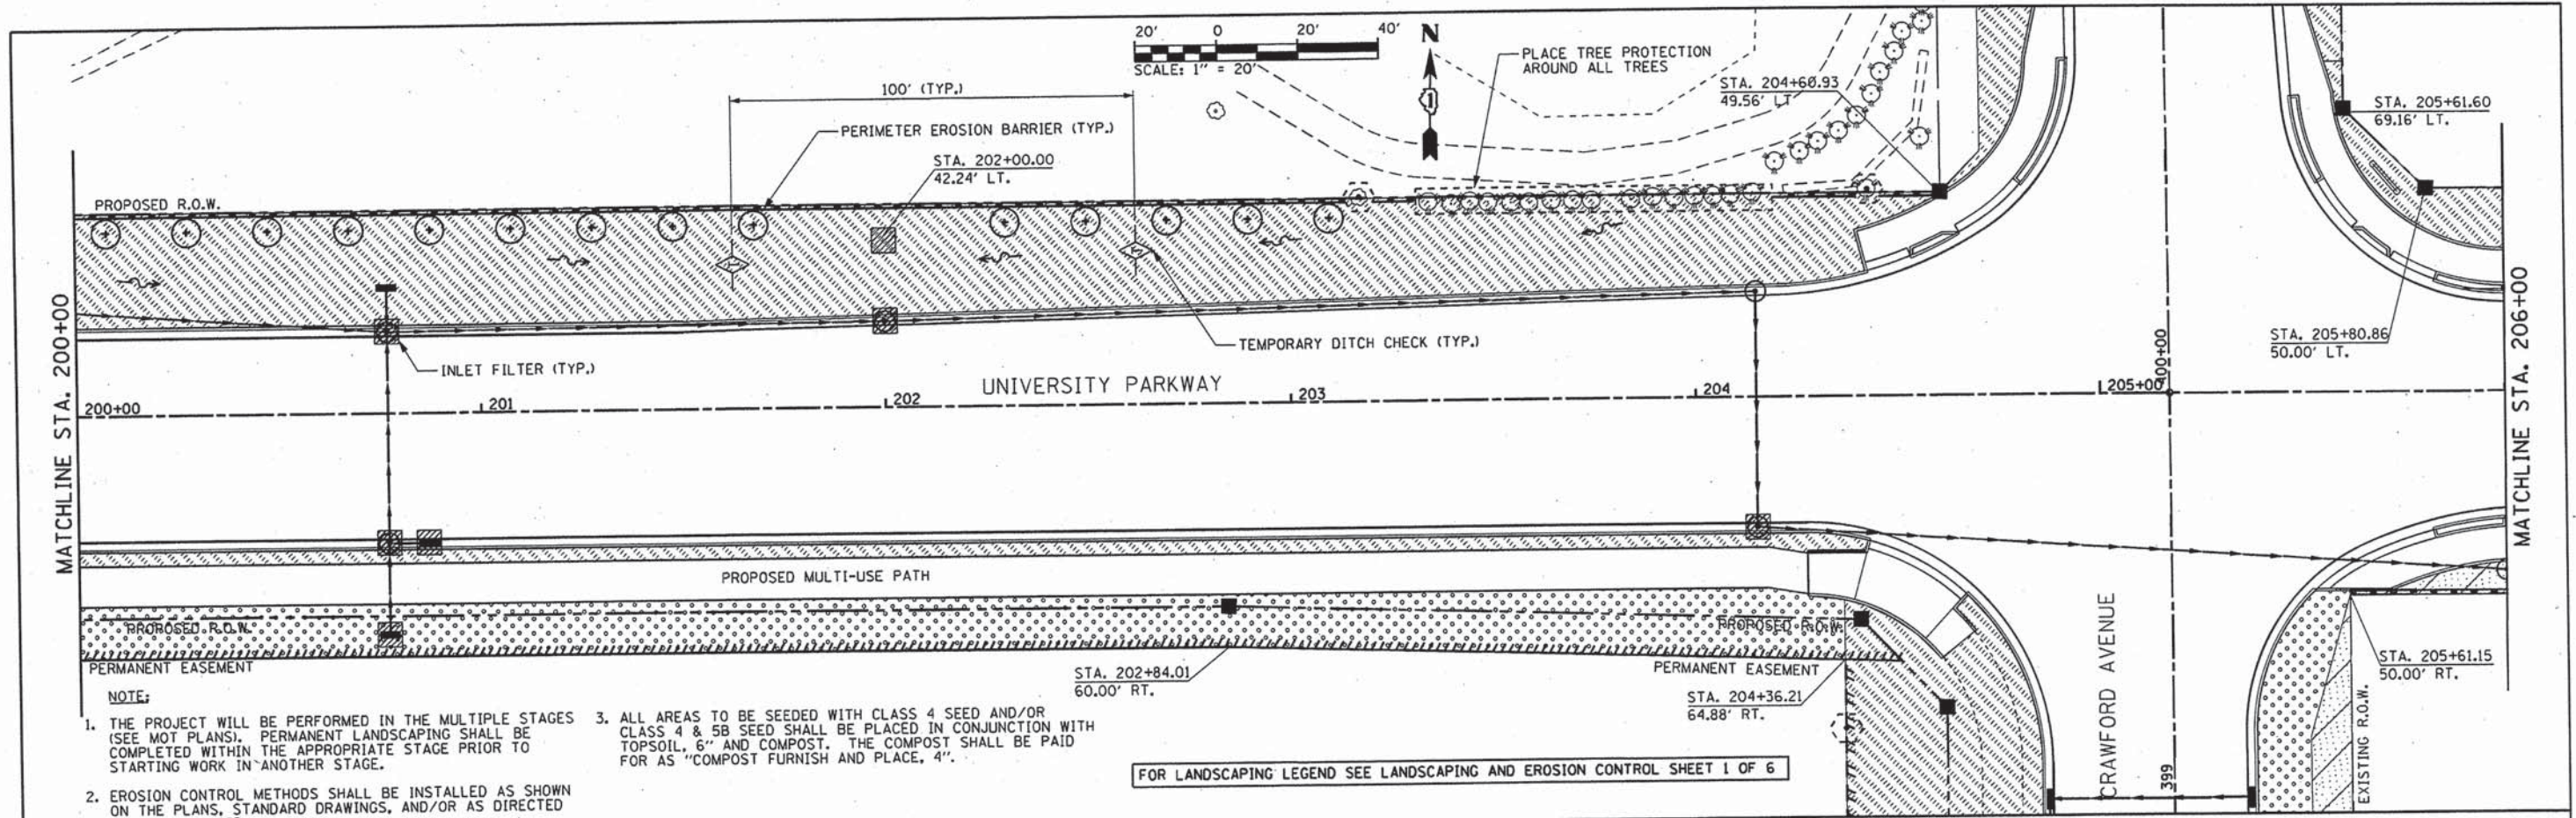 20' 0 20' 40'
SCALE: 1" = 20'
N
1
PLACE TREE PROTECTION
AROUND ALL TREES
STA. 204+60.93
49.56' LT
STA. 205+61.60
69.16' LT.
100' (TYP.)
PERIMETER EROSION BARRIER (TYP.)
STA. 202+00.00
42.24' LT.
PROPOSED R.O.W.
MATCHLINE STA. 200+00
INLET FILTER (TYP.)
TEMPORARY DITCH CHECK (TYP.)
UNIVERSITY PARKWAY
STA. 205+80.86
50.00' LT.
MATCHLINE STA. 206+00
200+00
201
202
203
204
205+00
400+00
PROPOSED MULTI-USE PATH
PROPOSED R.O.W.
PROPOSED R.O.W.
PERMANENT EASEMENT
PERMANENT EASEMENT
STA. 202+84.01
60.00' RT.
STA. 204+36.21
64.88' RT.
CRAWFORD AVENUE
399
STA. 205+61.15
50.00' RT.
EXISTING R.O.W.
NOTE:
1. THE PROJECT WILL BE PERFORMED IN THE MULTIPLE STAGES
(SEE MOT PLANS). PERMANENT LANDSCAPING SHALL BE
COMPLETED WITHIN THE APPROPRIATE STAGE PRIOR TO
STARTING WORK IN ANOTHER STAGE.
2. EROSION CONTROL METHODS SHALL BE INSTALLED AS SHOWN
ON THE PLANS, STANDARD DRAWINGS, AND/OR AS DIRECTED
3. ALL AREAS TO BE SEEDED WITH CLASS 4 SEED AND/OR
CLASS 4 & 5B SEED SHALL BE PLACED IN CONJUNCTION WITH
TOPSOIL, 6" AND COMPOST. THE COMPOST SHALL BE PAID
FOR AS "COMPOST FURNISH AND PLACE, 4".
FOR LANDSCAPING LEGEND SEE LANDSCAPING AND EROSION CONTROL SHEET 1 OF 6